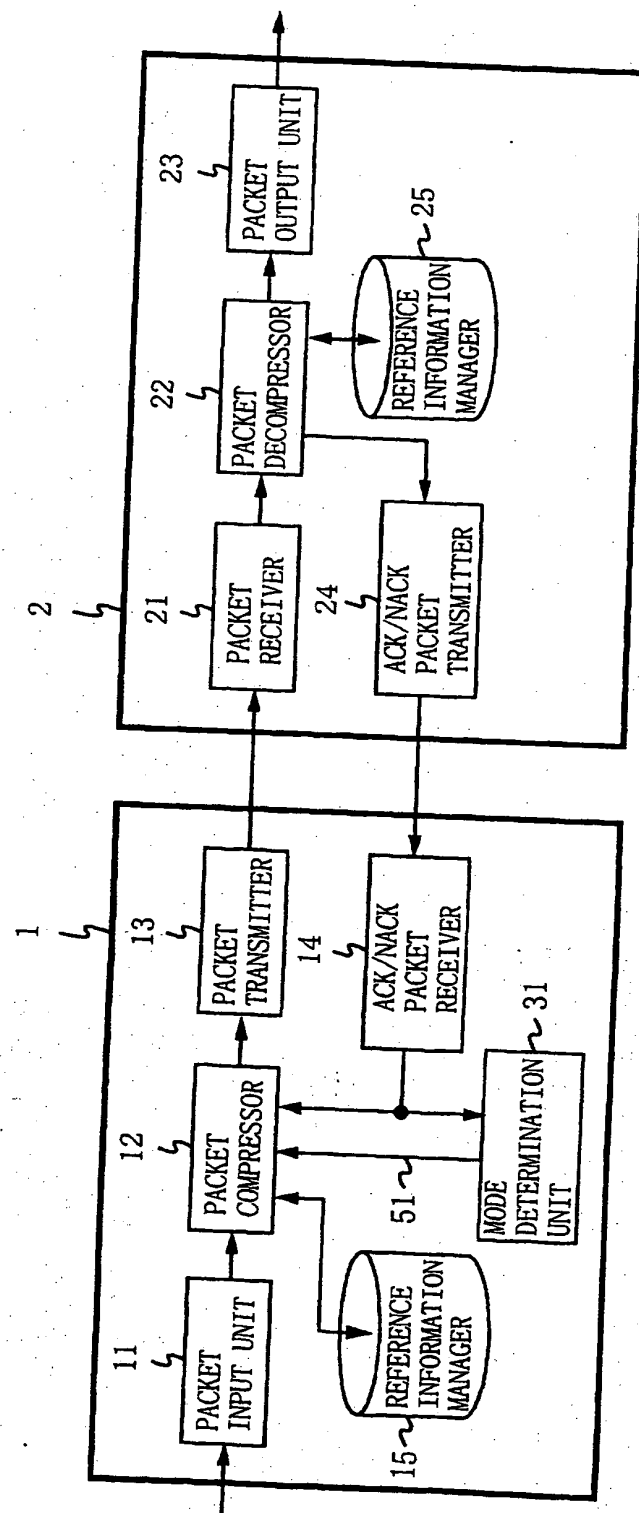 1
2
11
PACKET
INPUT UNIT
12
PACKET
COMPRESSOR
13
PACKET
TRANSMITTER
21
PACKET
RECEIVER
22
PACKET
DECOMPRESSOR
23
PACKET
OUTPUT UNIT
15
REFERENCE
INFORMATION
MANAGER
51
14
ACK/NACK
PACKET
RECEIVER
31
MODE
DETERMINATION
UNIT
24
ACK/NACK
PACKET
TRANSMITTER
25
REFERENCE
INFORMATION
MANAGER